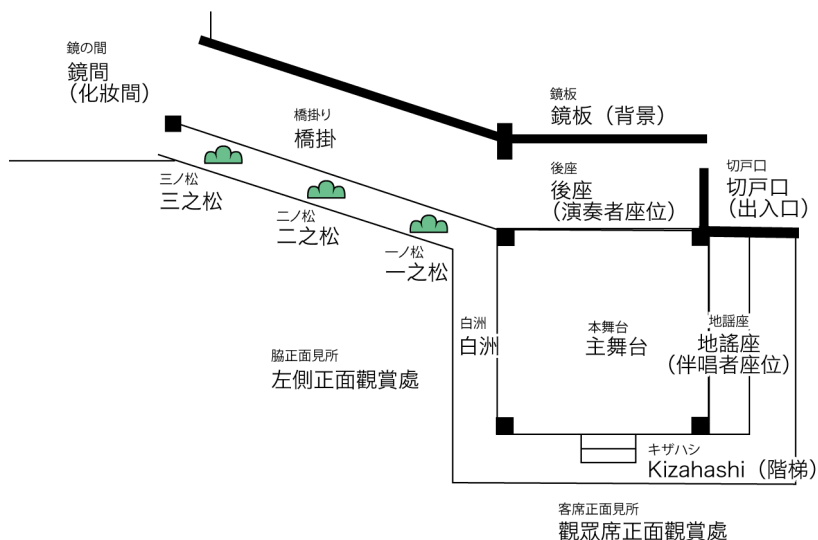 鏡の間
鏡間
（化妝間）
橋掛り
橋掛
鏡板
鏡板（背景）
後座
後座
（演奏者座位）
切戸口
切戸口
（出入口）
三ノ松
三之松
二ノ松
二之松
一ノ松
一之松
白洲
白洲
本舞台
主舞台
地謡座
地謠座
（伴唱者座位）
脇正面見所
左側正面觀賞處
キザハシ
Kizahashi（階梯）
客席正面見所
觀眾席正面觀賞處